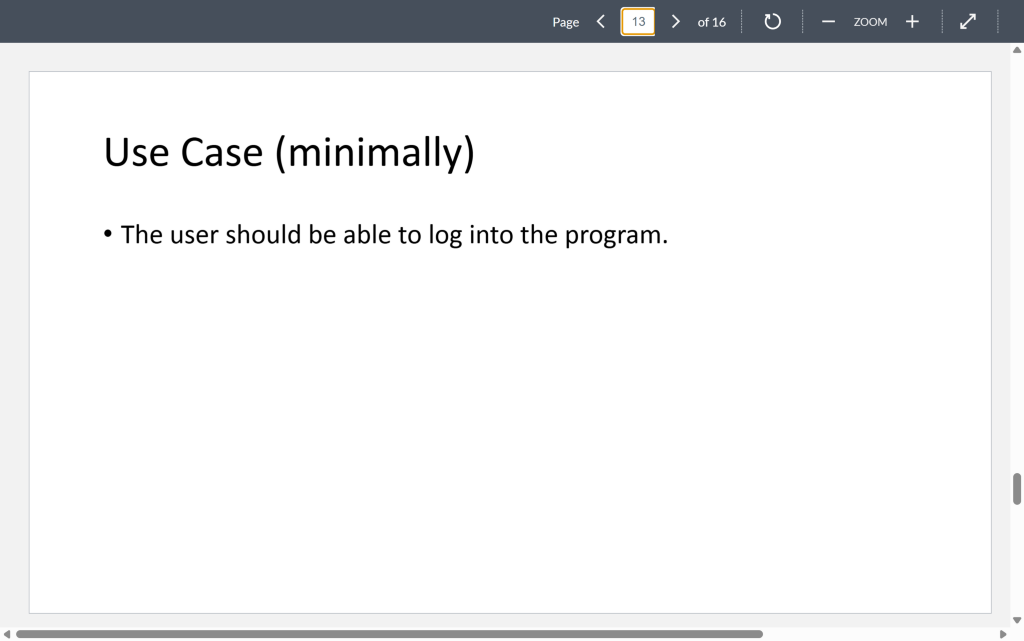 Page 13 of 16 ZOOM
Use Case (minimally)
• The user should be able to log into the program.